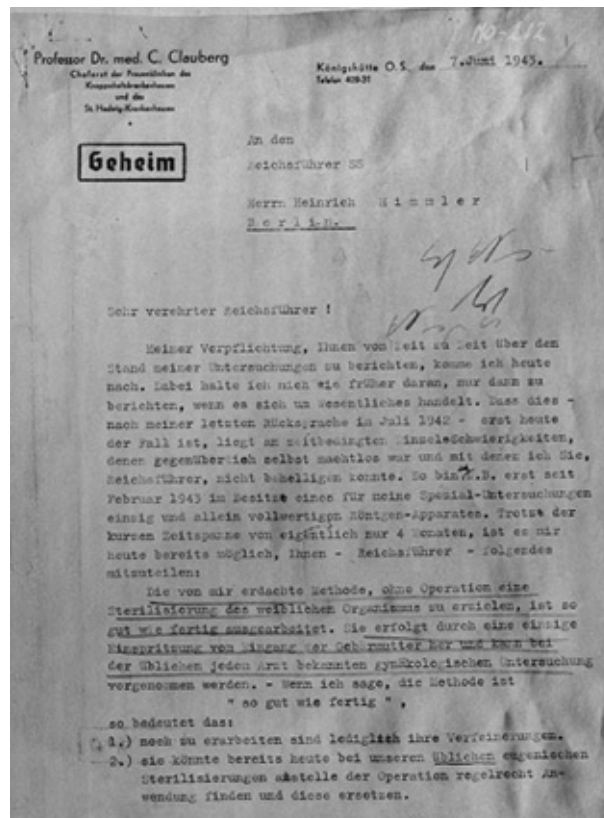 NO-212
Professor Dr. med. C. Clauberg
Chefarzt der Frauenkliniken des
Knappschaftskrankenhauses
und des
St. Hedwig-Krankenhauses
Königshütte O. S., den 7.Juni 1943.
Telefon 409-31
Geheim
An den
Reichsführer SS
Herrn Heinrich Himmler
Berlin.
Sehr verehrter Reichsführer !
Meiner Verpflichtung, Ihnen von Zeit zu Zeit über den
Stand meiner Untersuchungen zu berichten, komme ich heute
nach. Dabei halte ich mich wie früher daran, nur dann zu
berichten, wenn es sich um Wesentliches handelt. Dass dies -
nach meiner letzten Rücksprache im Juli 1942 - erst heute
der Fall ist, liegt an zeitbedingten Einzel-Schwierigkeiten,
denen gegenüber ich selbst machtlos war und mit denen ich Sie,
Reichsführer, nicht behelligen konnte. So bin z.B. erst seit
Februar 1943 im Besitze eines für meine Spezial-Untersuchungen
einzig und allein vollwertigen Röntgen-Apparates. Trotz der
kurzen Zeitspanne von eigentlich nur 4 Monaten, ist es mir
heute bereits möglich, Ihnen - Reichsführer - folgendes
mitzuteilen:
Die von mir erdachte Methode, ohne Operation eine
Sterilisierung des weiblichen Organismus zu erzielen, ist so
gut wie fertig ausgearbeitet. Sie erfolgt durch eine einzige
Einspritzung vom Eingang der Gebärmutter her und kann bei
der üblichen jedem Arzt bekannten gynäkologischen Untersuchung
vorgenommen werden. - Wenn ich sage, die Methode ist
" so gut wie fertig ",
so bedeutet das:
1.) noch zu erarbeiten sind lediglich ihre Verfeinerungen.
2.) sie könnte bereits heute bei unseren üblichen eugenischen
Sterilisierungen anstelle der Operation regelrecht An-
wendung finden und diese ersetzen.